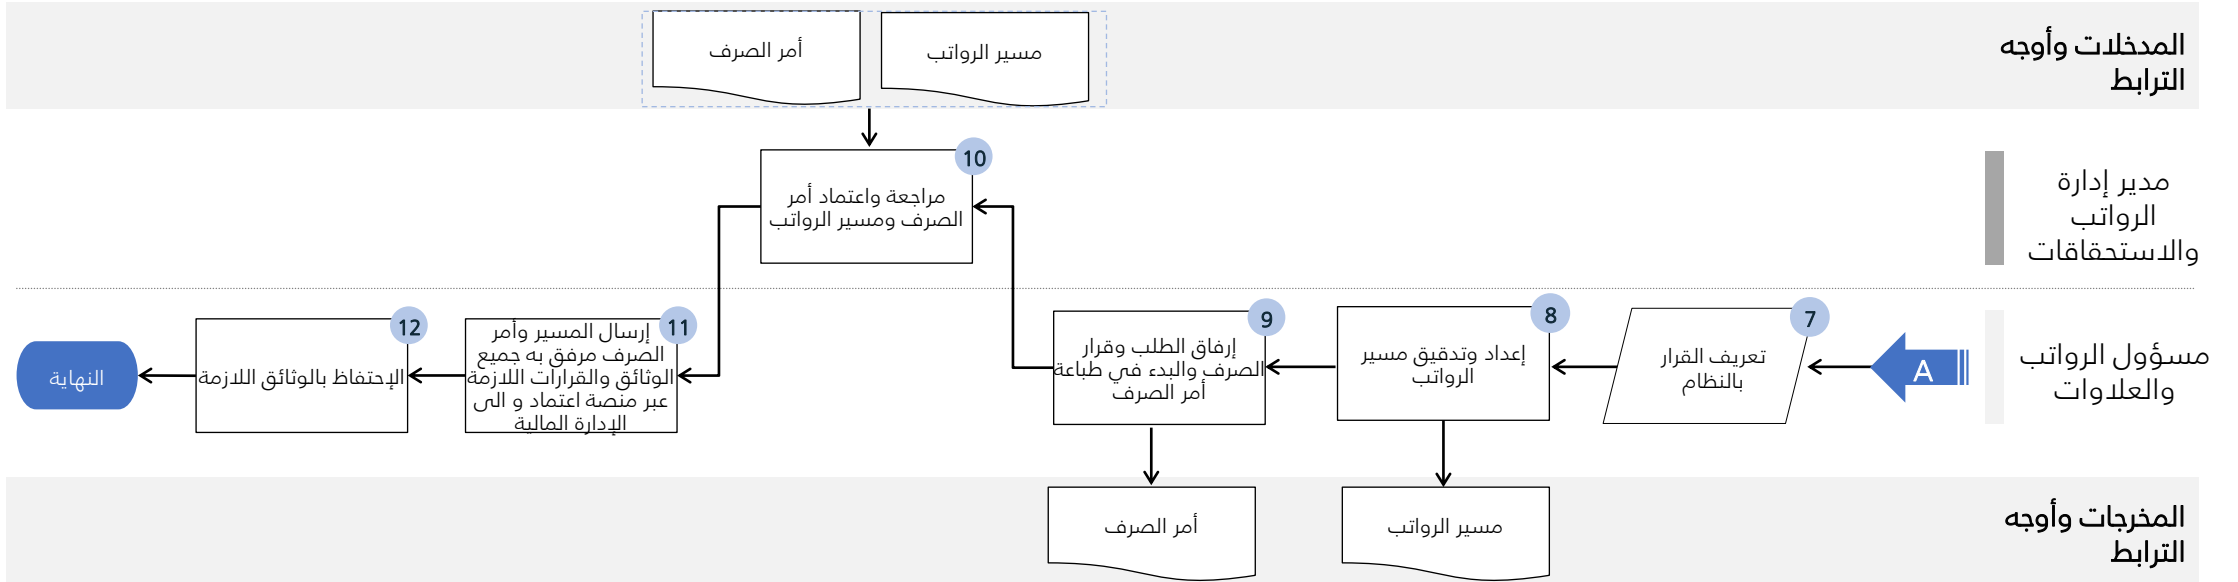 المدخلات وأوجه
الترابط
مسير الرواتب
أمر الصرف
مدير إدارة
الرواتب
والاستحقاقات
10
مراجعة واعتماد أمر
الصرف ومسير الرواتب
مسؤول الرواتب
والعلاوات
A
7
تعريف القرار
بالنظام
8
إعداد وتدقيق مسير
الرواتب
9
إرفاق الطلب وقرار
الصرف والبدء في طباعة
أمر الصرف
11
إرسال المسير وأمر
الصرف مرفق به جميع
الوثائق والقرارات اللازمة
عبر منصة اعتماد و الى
الإدارة المالية
12
الإحتفاظ بالوثائق اللازمة
النهاية
المخرجات وأوجه
الترابط
مسير الرواتب
أمر الصرف